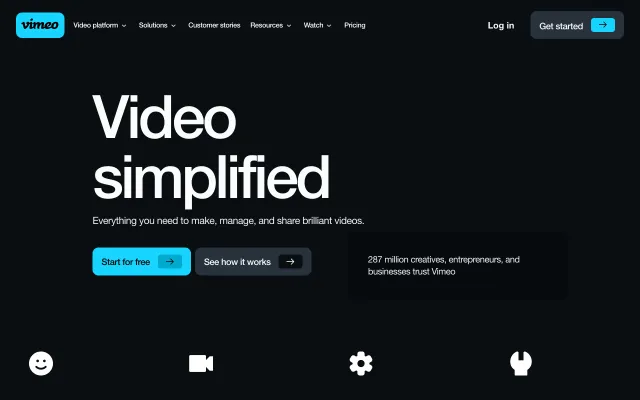 vimeo
Video platform
Solutions
Customer stories
Resources
Watch
Pricing
Log in
Get started
Video
simplified
Everything you need to make, manage, and share brilliant videos.
Start for free
See how it works
287 million creatives, entrepreneurs, and
businesses trust Vimeo